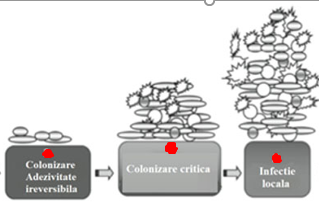 Colonizare
Adezivitate
ireversibila
Colonizare critica
Infectie
locala